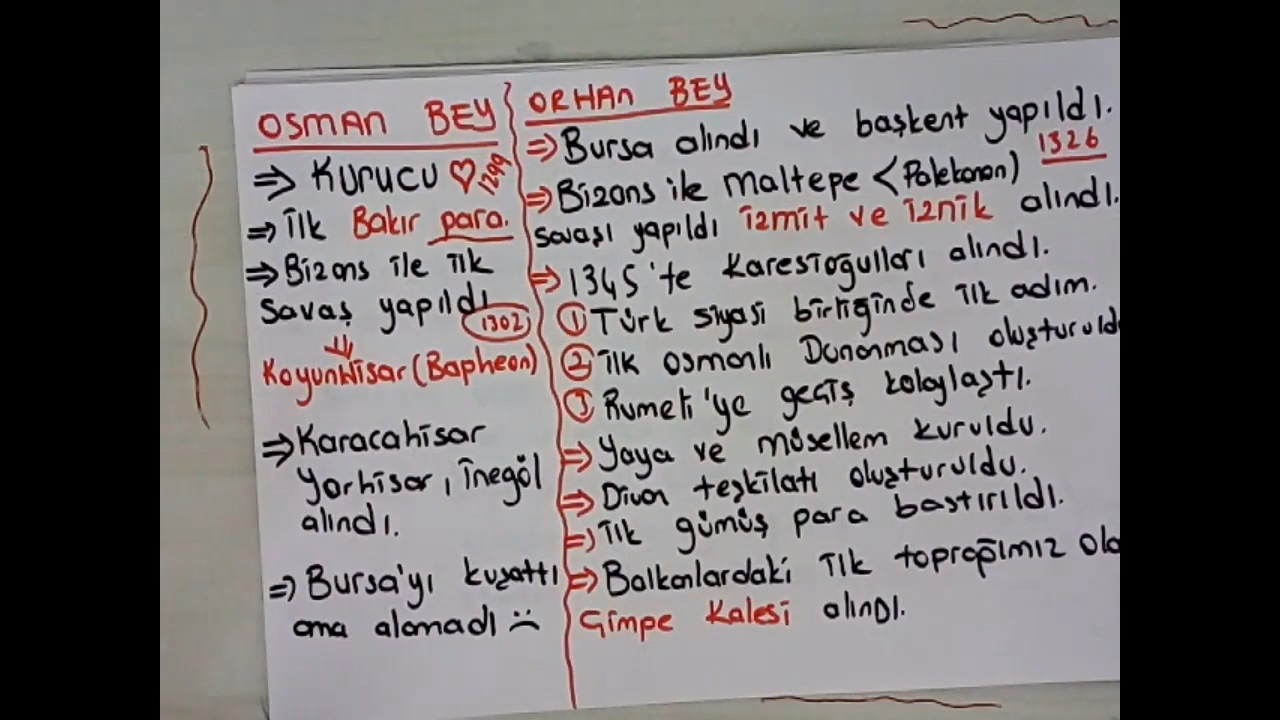 OSMAN BEY
⇒ Kurucu ♡ 1299
⇒ İlk Bakır para.
⇒ Bizans ile ilk
savaş yapıldı
1302
Koyunhisar (Bapheon)
⇒ Karacahisar
Yarhisar, İnegöl
alındı.
⇒ Bursa'yı kuşattı
ama alamadı :(
ORHAN BEY
⇒ Bursa alındı ve başkent yapıldı.
1326
⇒ Bizans ile Maltepe (Palekanon)
savaşı yapıldı İzmit ve İznik alındı.
⇒ 1345'te Karesioğulları alındı.
① Türk siyasi birliğinde ilk adım.
② İlk Osmanlı Donanması oluşturuld
③ Rumeli'ye geçiş kolaylaştı.
⇒ Yaya ve müsellem kuruldu.
⇒ Divan teşkilatı oluşturuldu.
⇒ İlk gümüş para bastırıldı.
⇒ Balkanlardaki ilk toprağımız ola
Çimpe Kalesi alındı.